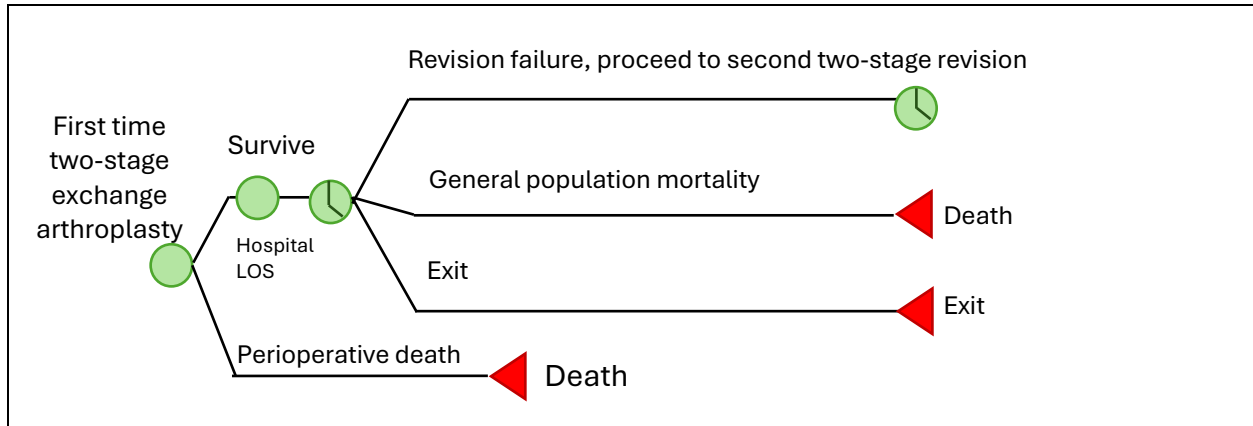 Revision failure, proceed to second two-stage revision
First time
two-stage
exchange
arthroplasty
Survive
General population mortality
Death
Hospital
LOS
Exit
Exit
Perioperative death
Death